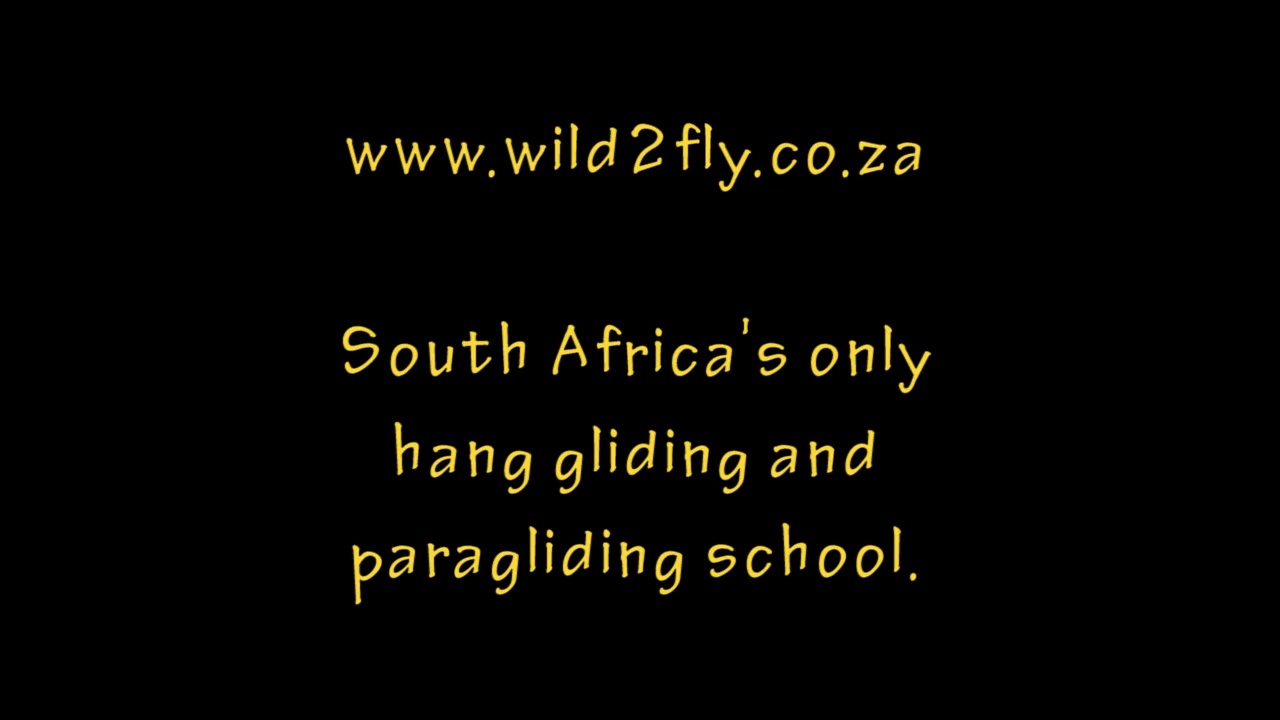 www.wild2fly.co.za
South Africa's only
hang gliding and
paragliding school.